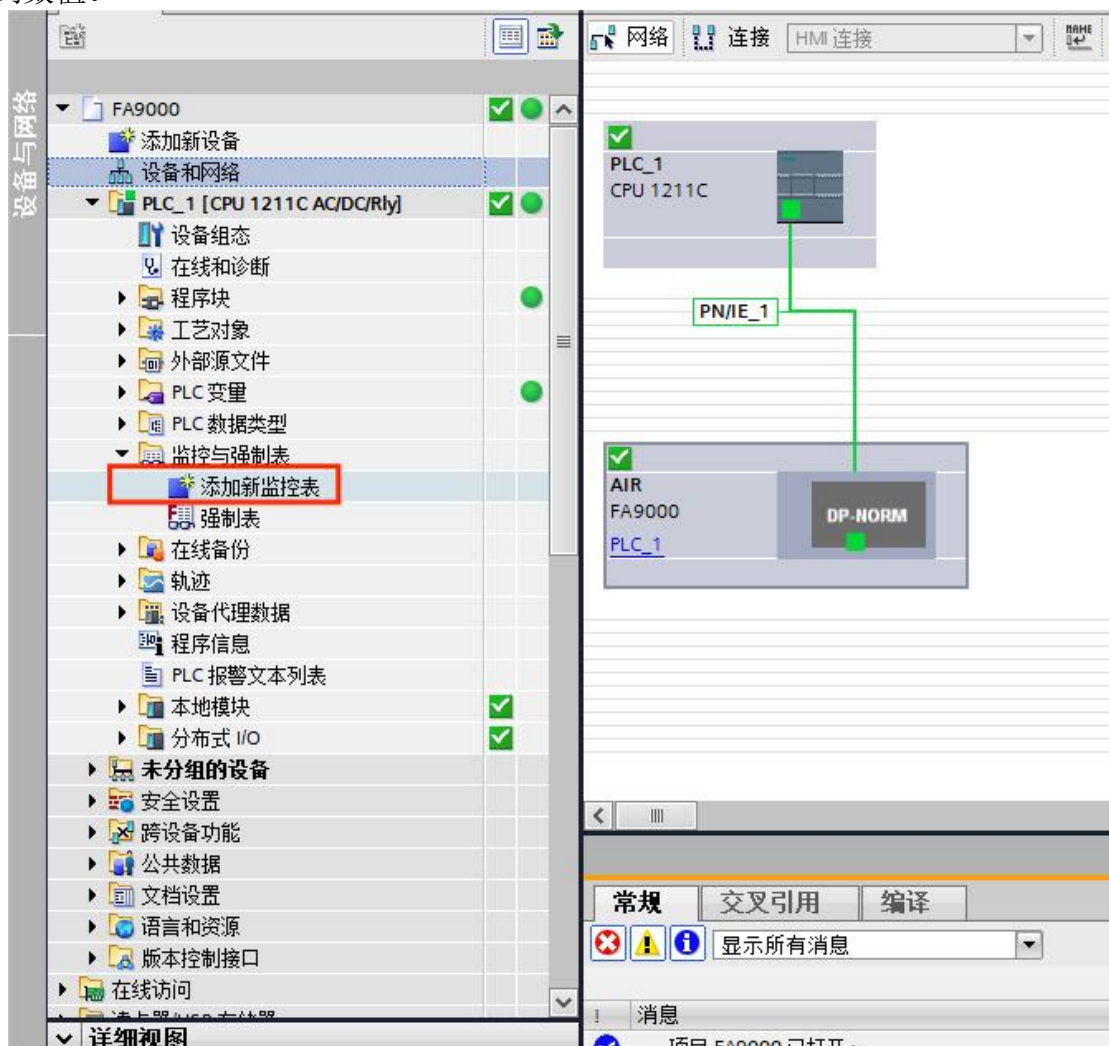 网络 连接 HMI 连接
设备与网络
FA9000
添加新设备
设备和网络
PLC_1 [CPU 1211C AC/DC/Rly]
设备组态
在线和诊断
程序块
工艺对象
外部源文件
PLC 变量
PLC 数据类型
监控与强制表
添加新监控表
强制表
在线备份
轨迹
设备代理数据
程序信息
PLC 报警文本列表
本地模块
分布式 I/O
未分组的设备
安全设置
跨设备功能
公共数据
文档设置
语言和资源
版本控制接口
在线访问
详细视图
PLC_1
CPU 1211C
PN/IE_1
AIR
FA9000
DP-NORM
PLC_1
常规 交叉引用 编译
显示所有消息
! 消息
项目 FA9000 已打开。